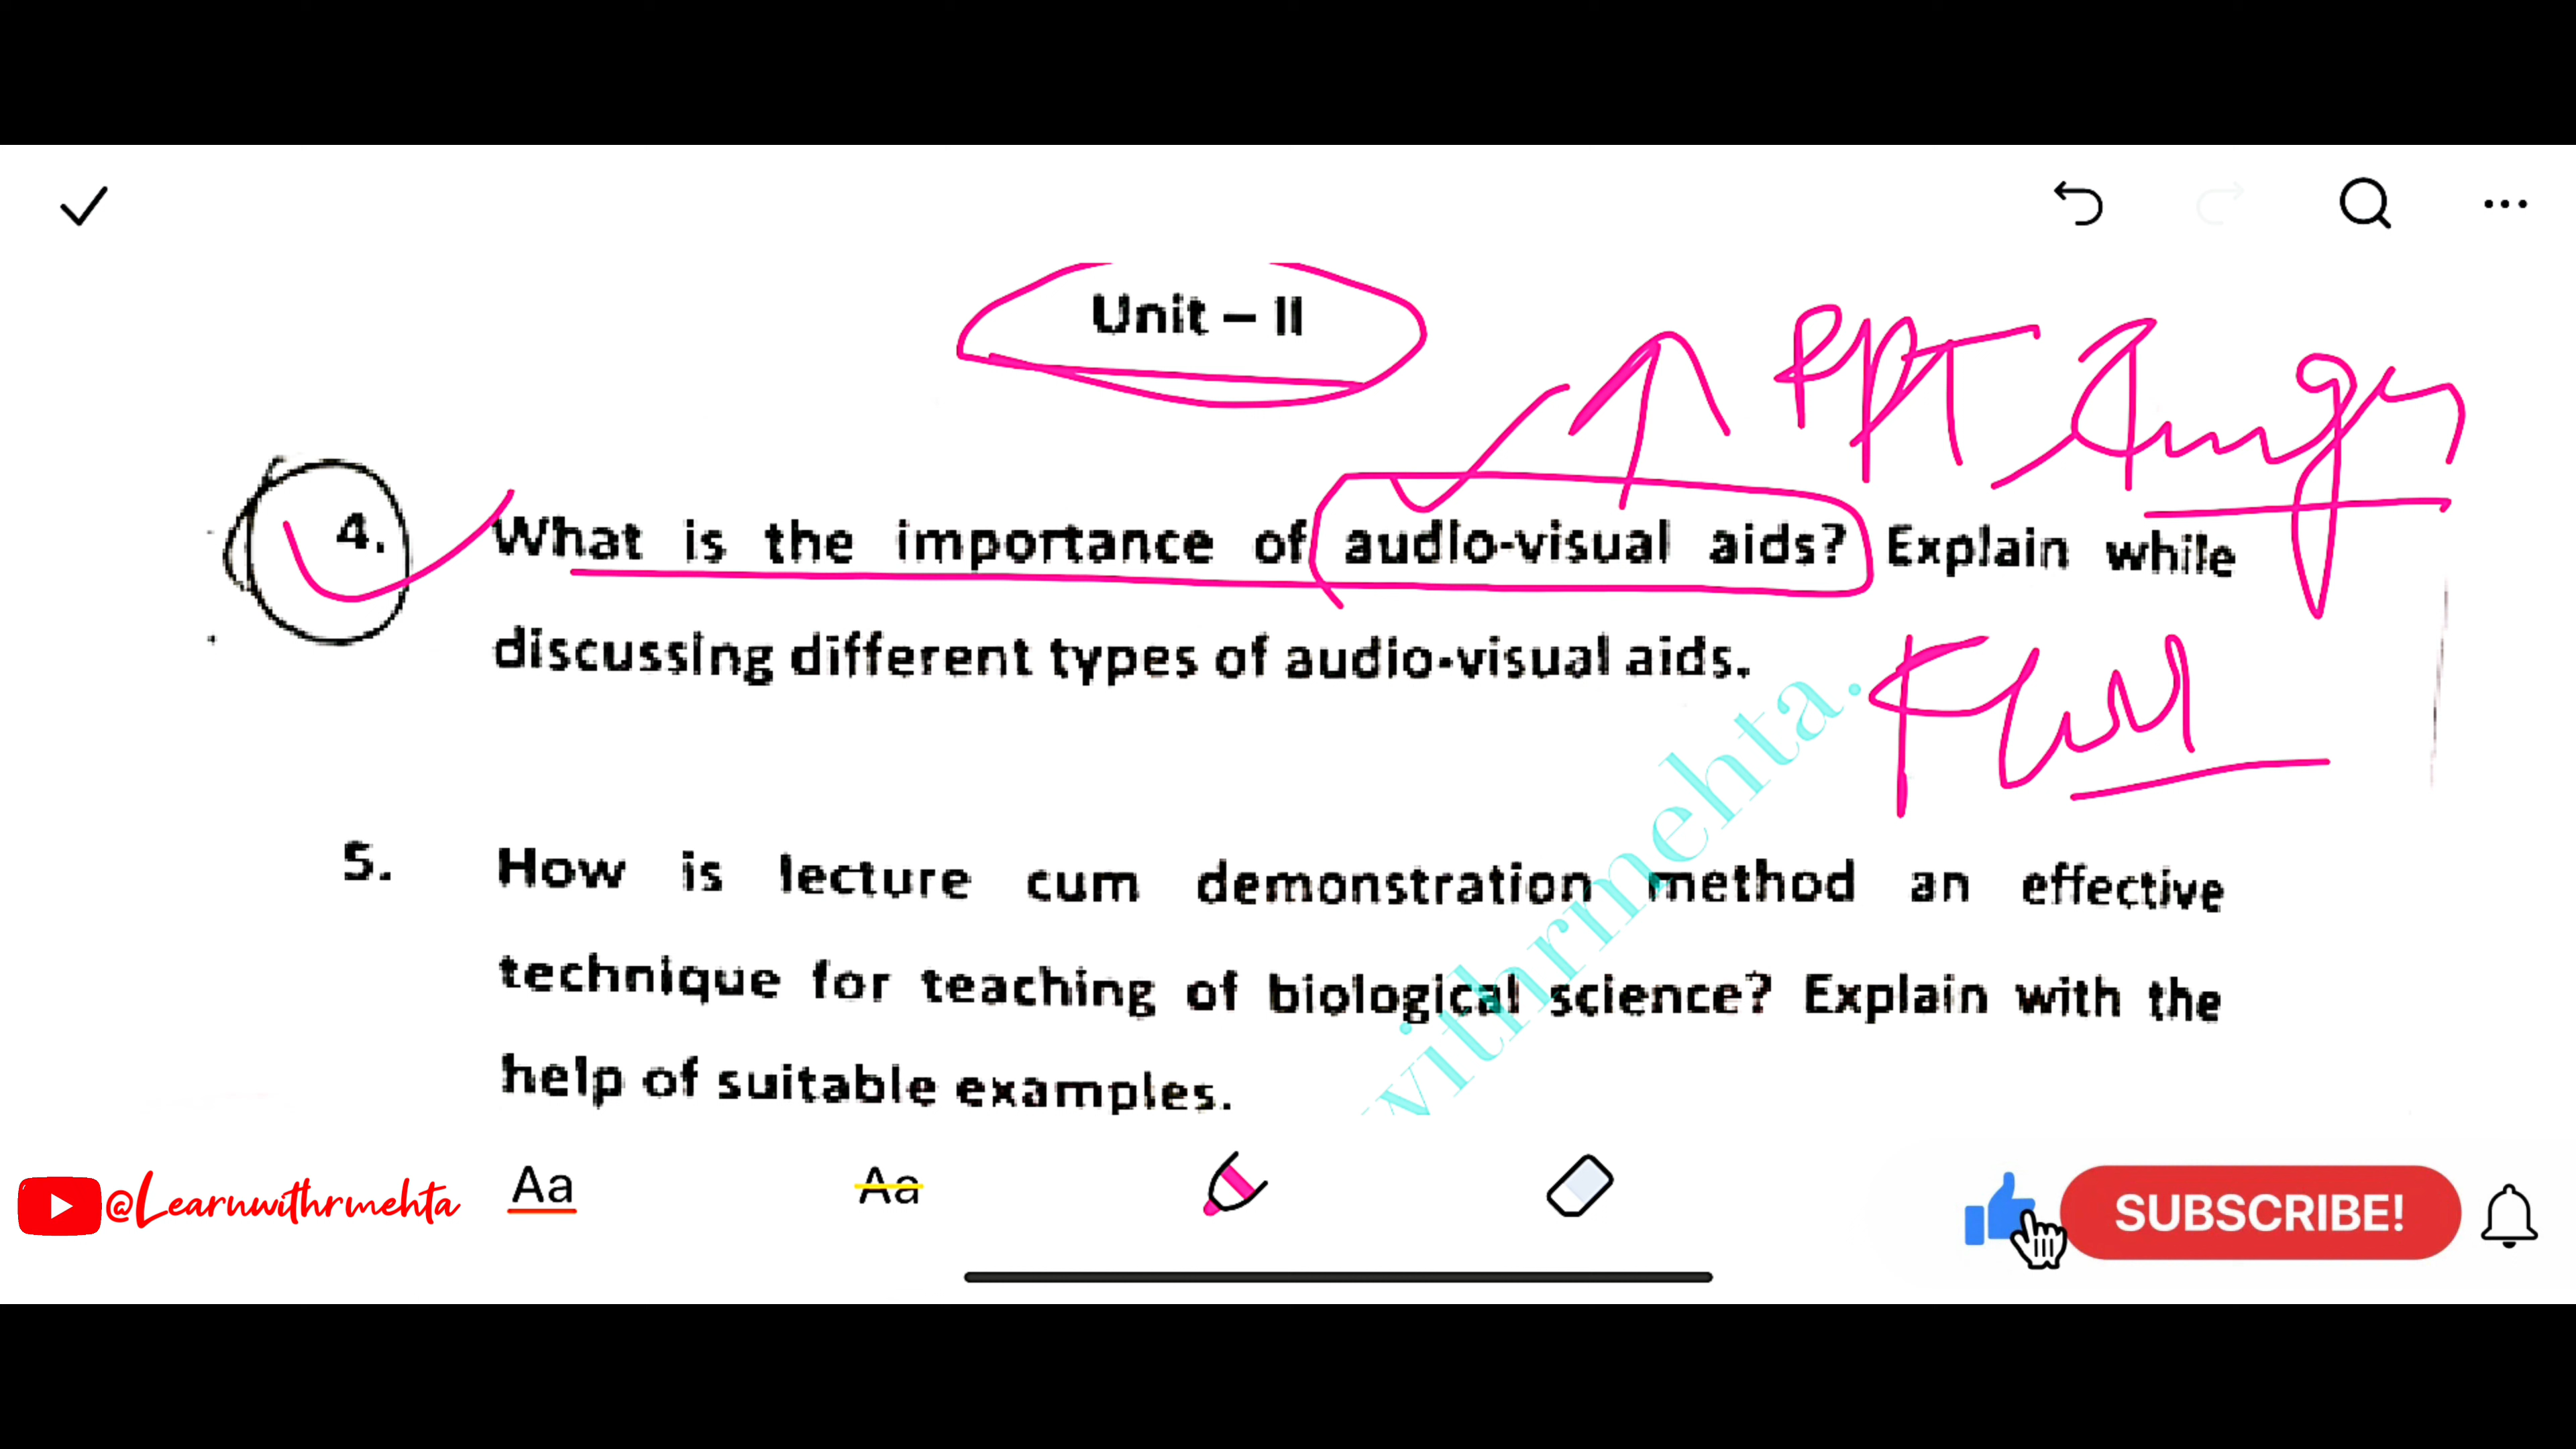 Unit – II
PPT
4. What is the importance of audio-visual aids? Explain while
discussing different types of audio-visual aids.
5. How is lecture cum demonstration method an effective
technique for teaching of biological science? Explain with the
help of suitable examples.
withrmehta.
@Learnwithrmehta
Aa
Aa
SUBSCRIBE!